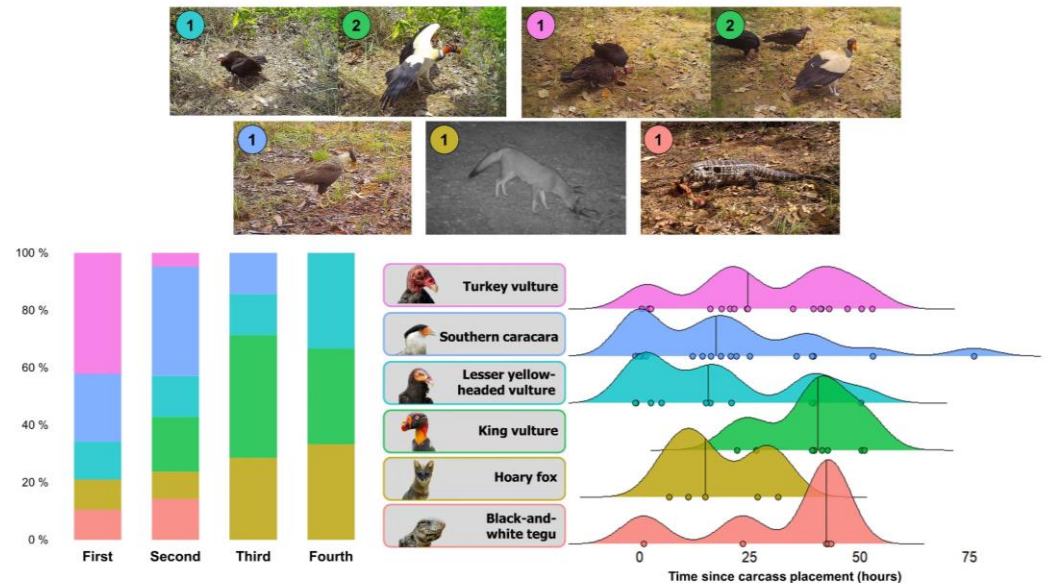 1
2
1
2
1
1
1
100 %
80 %
60 %
40 %
20 %
0 %
First
Second
Third
Fourth
Turkey vulture
Southern caracara
Lesser yellow-
headed vulture
King vulture
Hoary fox
Black-and-
white tegu
0
25
50
75
Time since carcass placement (hours)